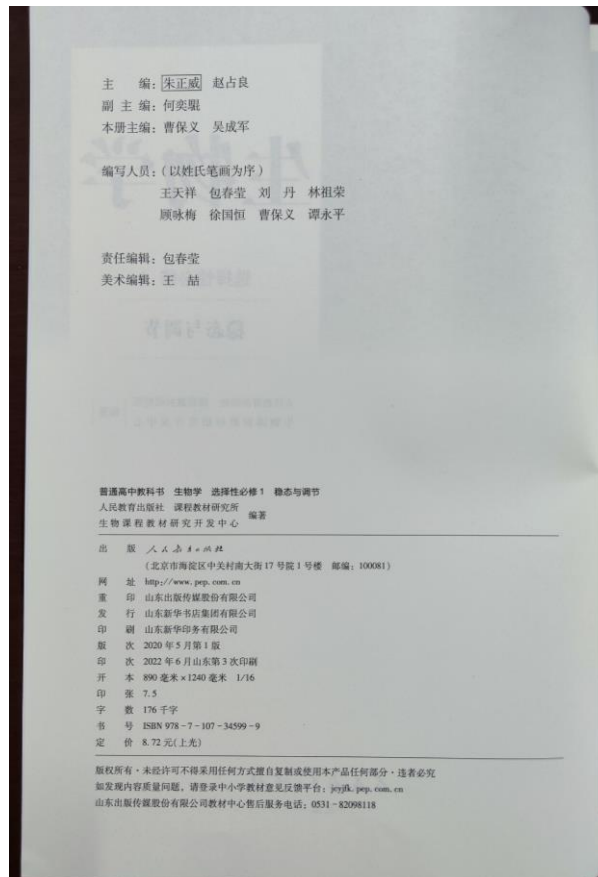 主 编：朱正威 赵占良
副 主 编：何奕騉
本册主编：曹保义 吴成军
编写人员：（以姓氏笔画为序）
王天祥 包春莹 刘 丹 林祖荣
顾咏梅 徐国恒 曹保义 谭永平
责任编辑：包春莹
美术编辑：王 喆
普通高中教科书 生物学 选择性必修1 稳态与调节
人民教育出版社 课程教材研究所
生物课程教材研究开发中心 编著
出 版 人民教育出版社
（北京市海淀区中关村南大街17号院1号楼 邮编：100081）
网 址 http://www.pep.com.cn
重 印 山东出版传媒股份有限公司
发 行 山东新华书店集团有限公司
印 刷 山东新华印务有限公司
版 次 2020年5月第1版
印 次 2022年6月山东第3次印刷
开 本 890毫米×1240毫米 1/16
印 张 7.5
字 数 176千字
书 号 ISBN 978-7-107-34599-9
定 价 8.72元(上光)
版权所有·未经许可不得采用任何方式擅自复制或使用本产品任何部分·违者必究
如发现内容质量问题，请登录中小学教材意见反馈平台：jcyjfk.pep.com.cn
山东出版传媒股份有限公司教材中心售后服务电话：0531-82098118